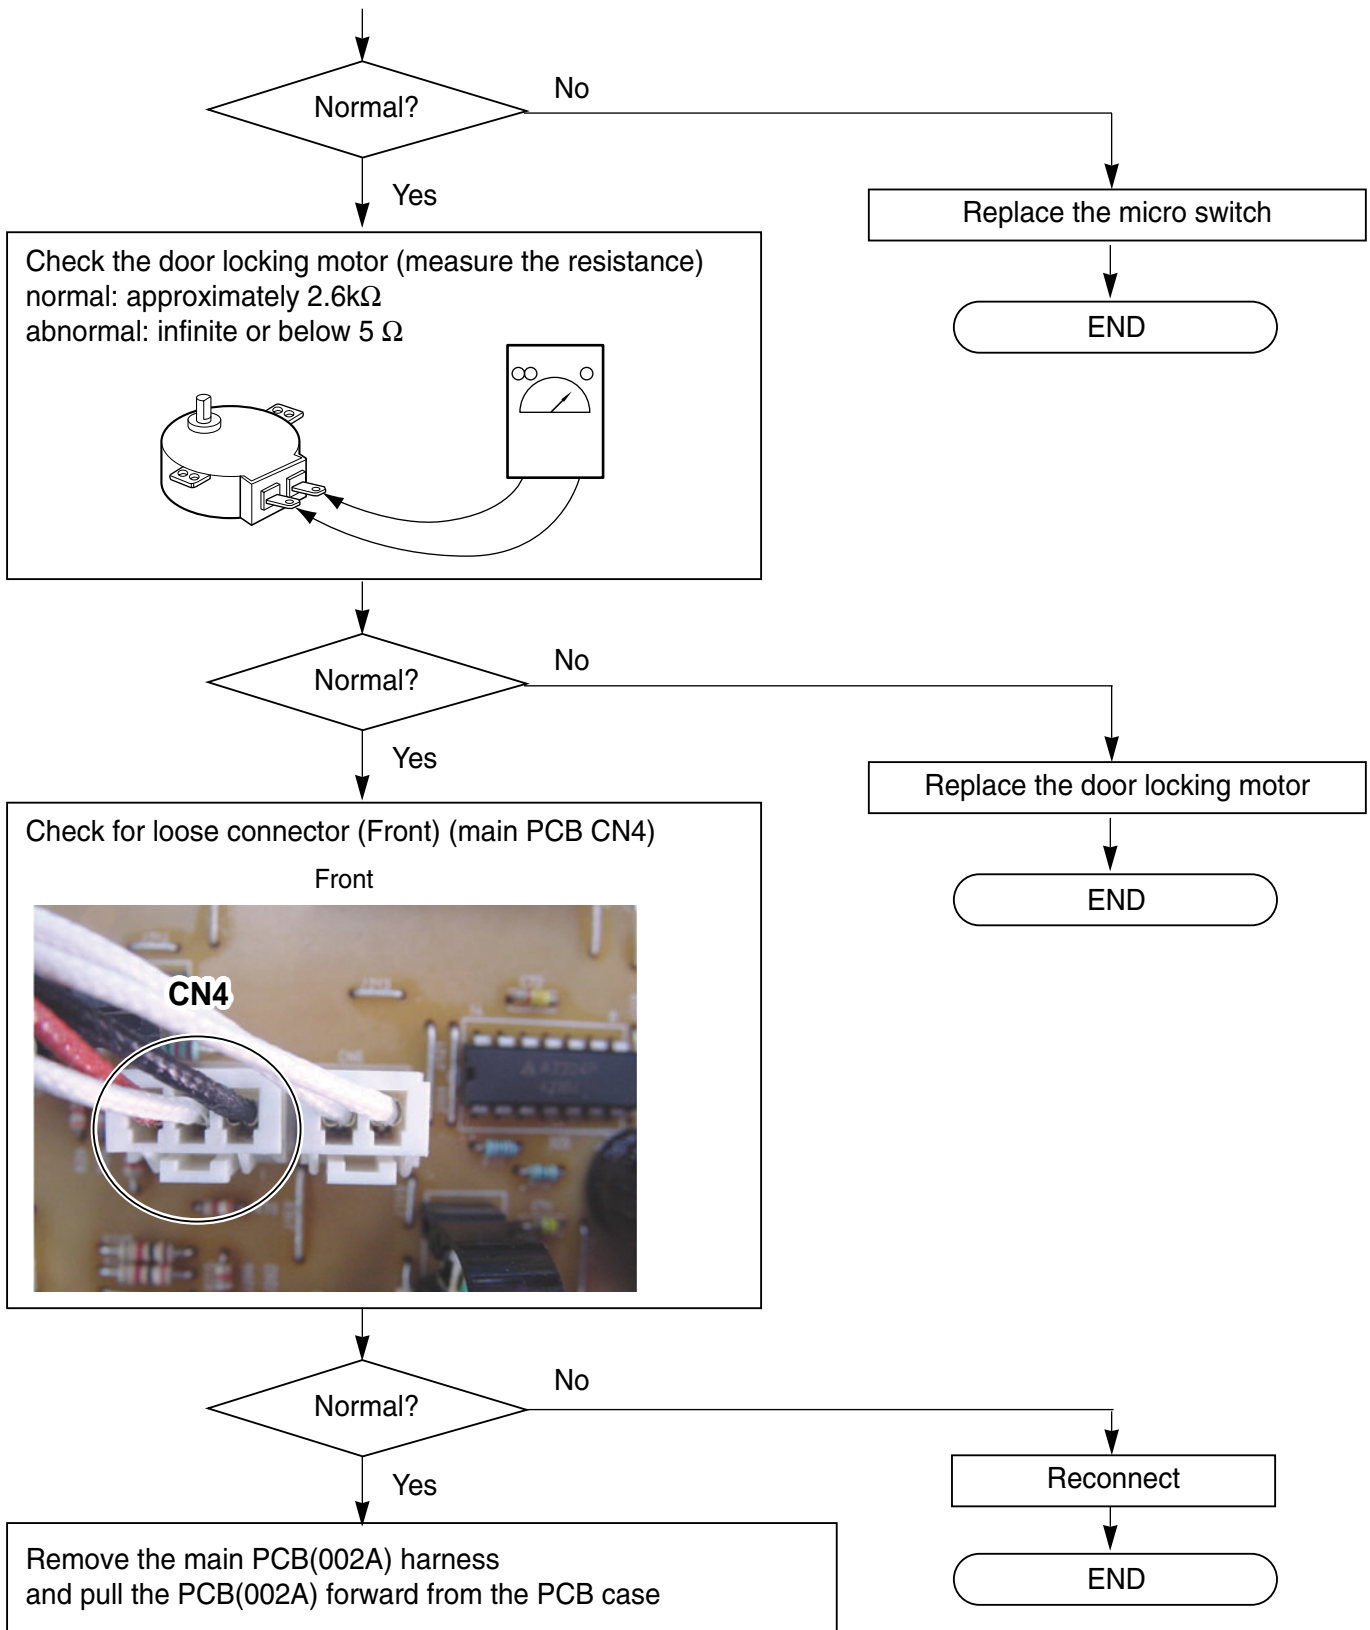 Normal?
No
Yes
Replace the micro switch
END
Check the door locking motor (measure the resistance)
normal: approximately 2.6kΩ
abnormal: infinite or below 5 Ω
Normal?
No
Yes
Replace the door locking motor
END
Check for loose connector (Front) (main PCB CN4)
Front
CN4
Normal?
No
Yes
Reconnect
END
Remove the main PCB(002A) harness
and pull the PCB(002A) forward from the PCB case